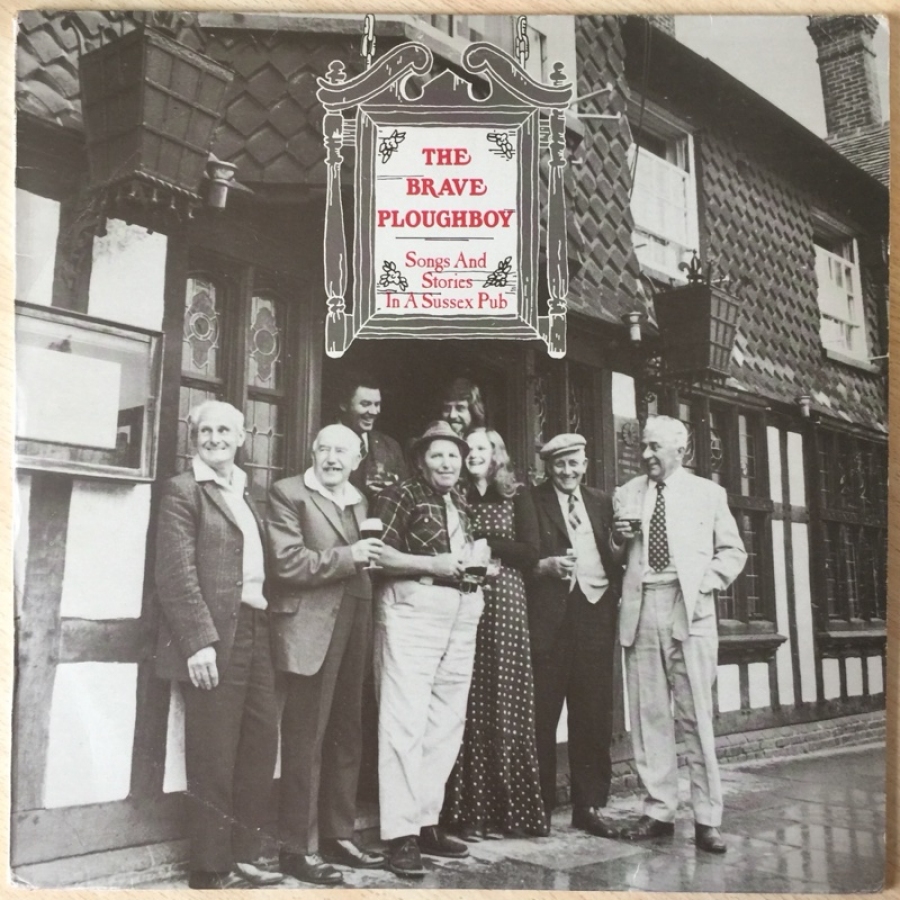 THE
BRAVE
PLOUGHBOY
Songs And
Stories
In A Sussex Pub